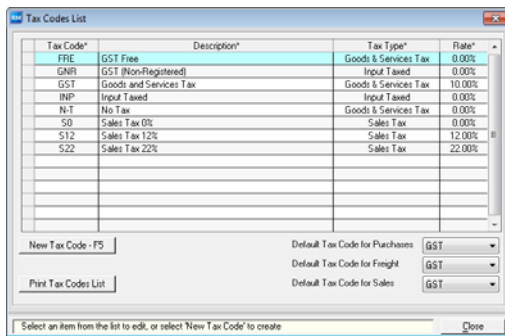 RM Tax Codes List
Tax Code* Description* Tax Type* Rate*
FRE GST Free Goods & Services Tax 0.00%
GNR GST (Non-Registered) Input Taxed 0.00%
GST Goods and Services Tax Goods & Services Tax 10.00%
INP Input Taxed Input Taxed 0.00%
N-T No Tax Goods & Services Tax 0.00%
S0 Sales Tax 0% Sales Tax 0.00%
S12 Sales Tax 12% Sales Tax 12.00%
S22 Sales Tax 22% Sales Tax 22.00%
New Tax Code - F5 Default Tax Code for Purchases GST
Default Tax Code for Freight GST
Print Tax Codes List Default Tax Code for Sales GST
Select an item from the list to edit, or select 'New Tax Code' to create Close